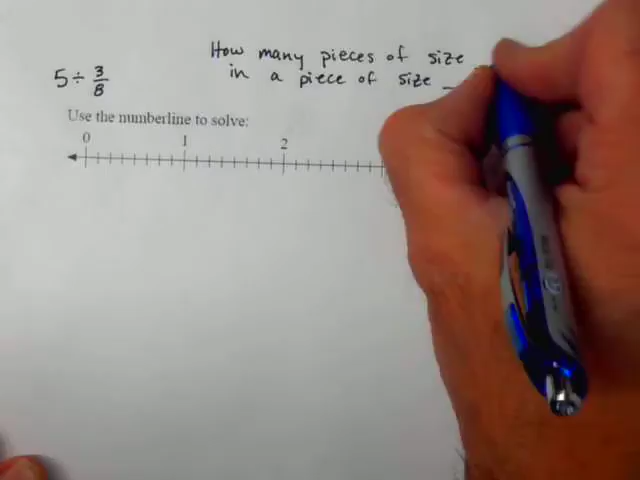 How many pieces of size
in a piece of size _
5 ÷ 3/8
Use the numberline to solve:
0 1 2